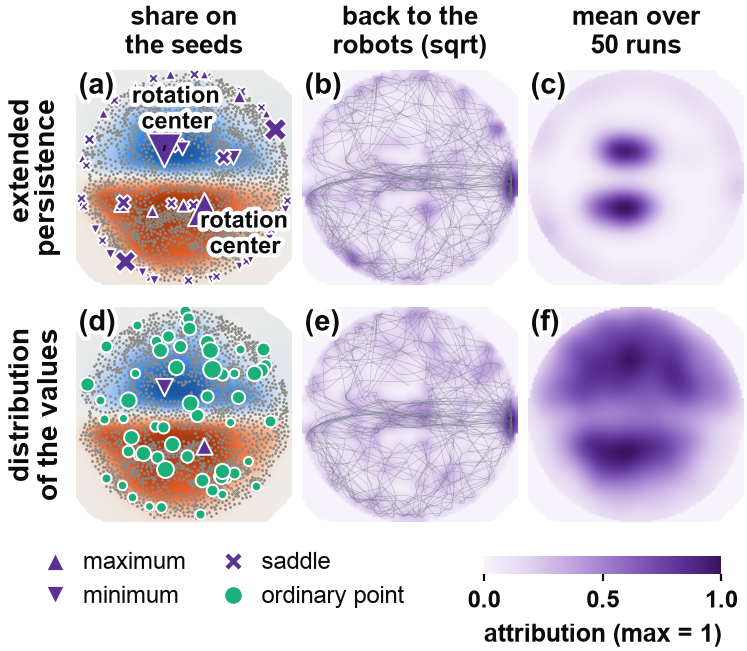 share on
the seeds
back to the
robots (sqrt)
mean over
50 runs
extended
persistence
(a)
rotation
center
rotation
center
(b)
(c)
distribution
of the values
(d)
(e)
(f)
maximum
saddle
minimum
ordinary point
0.0
0.5
1.0
attribution (max = 1)